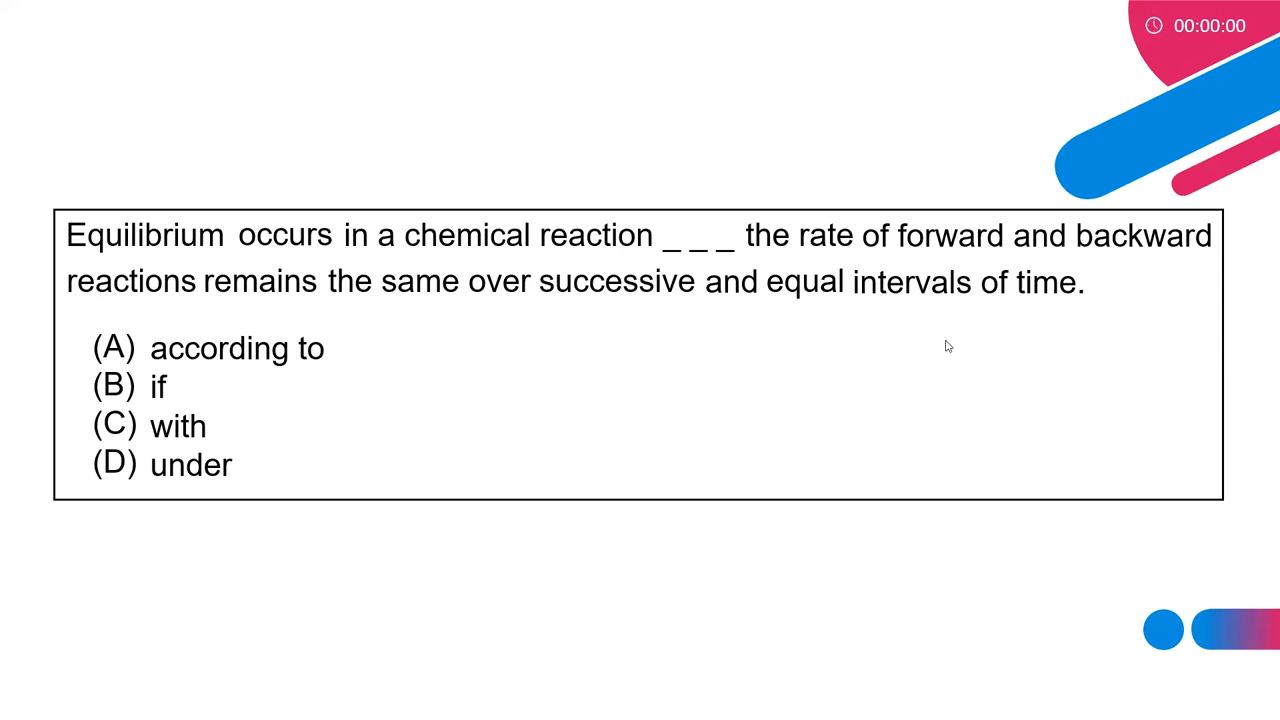 00:00:00
Equilibrium occurs in a chemical reaction _ _ _ the rate of forward and backward
reactions remains the same over successive and equal intervals of time.
(A) according to
(B) if
(C) with
(D) under